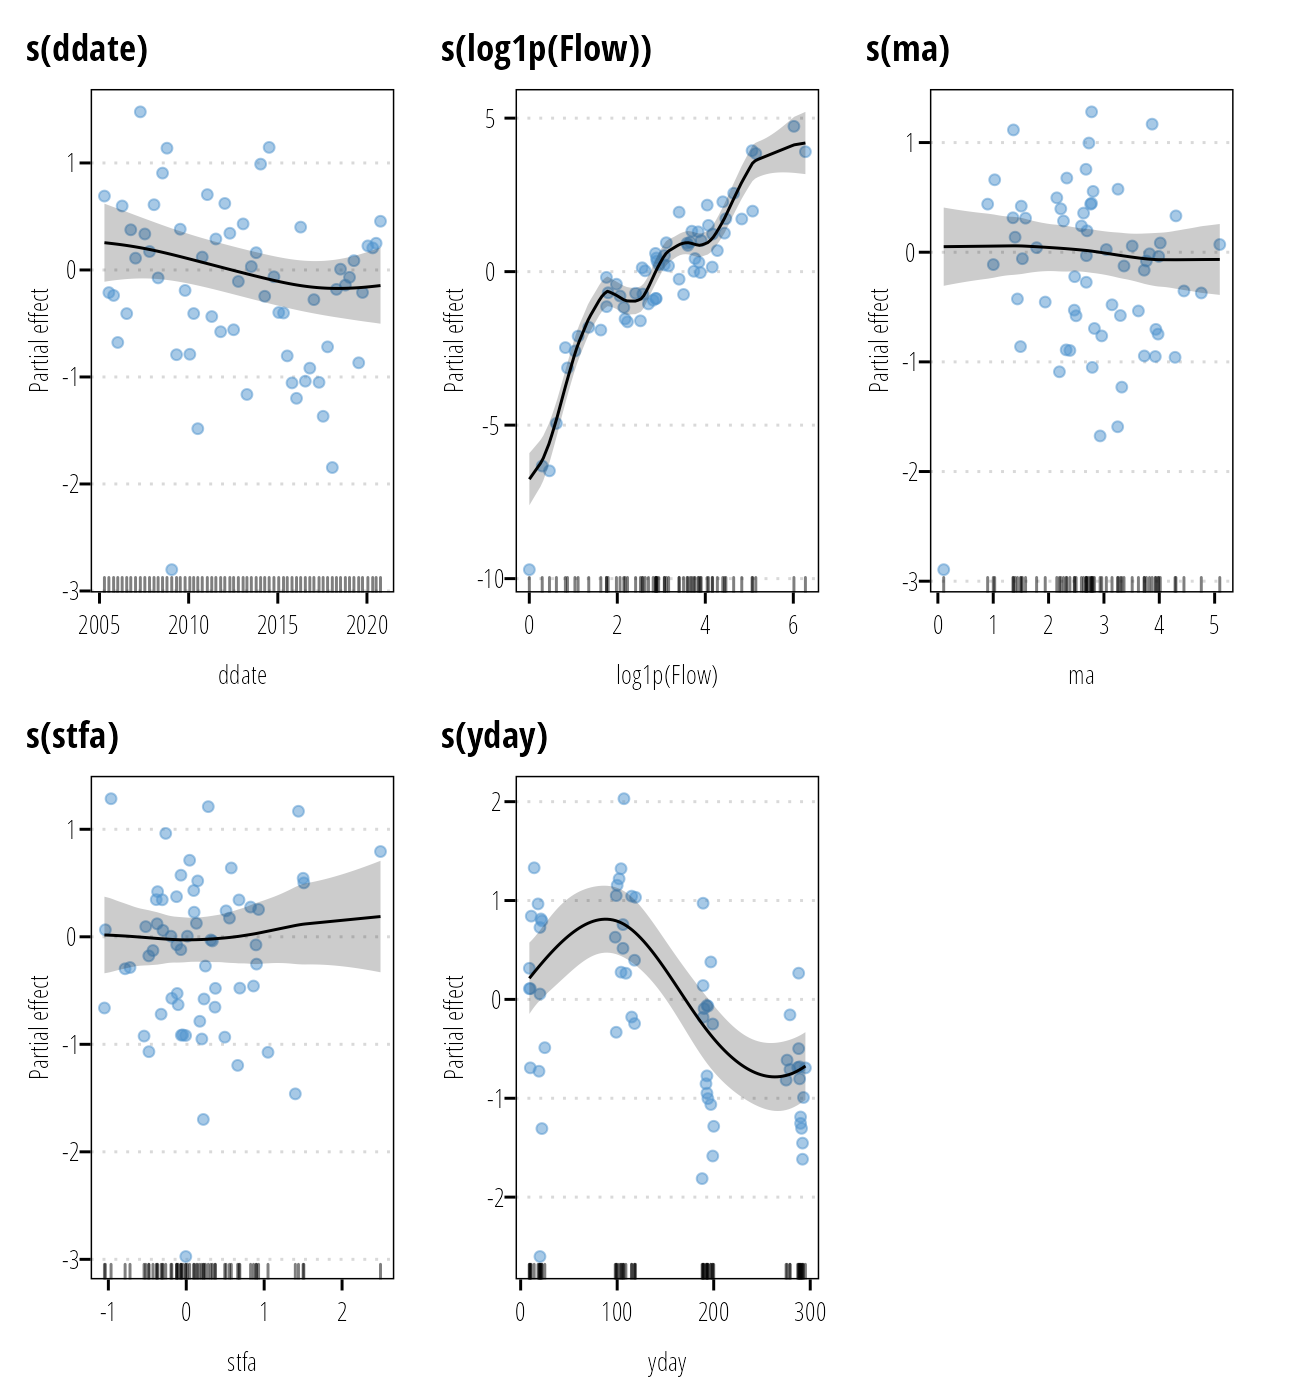 s(ddate)
Partial effect
1
0
-1
-2
-3
2005 2010 2015 2020
ddate
s(log1p(Flow))
Partial effect
5
0
-5
-10
0 2 4 6
log1p(Flow)
s(ma)
Partial effect
1
0
-1
-2
-3
0 1 2 3 4 5
ma
s(stfa)
Partial effect
1
0
-1
-2
-3
-1 0 1 2
stfa
s(yday)
Partial effect
2
1
0
-1
-2
0 100 200 300
yday